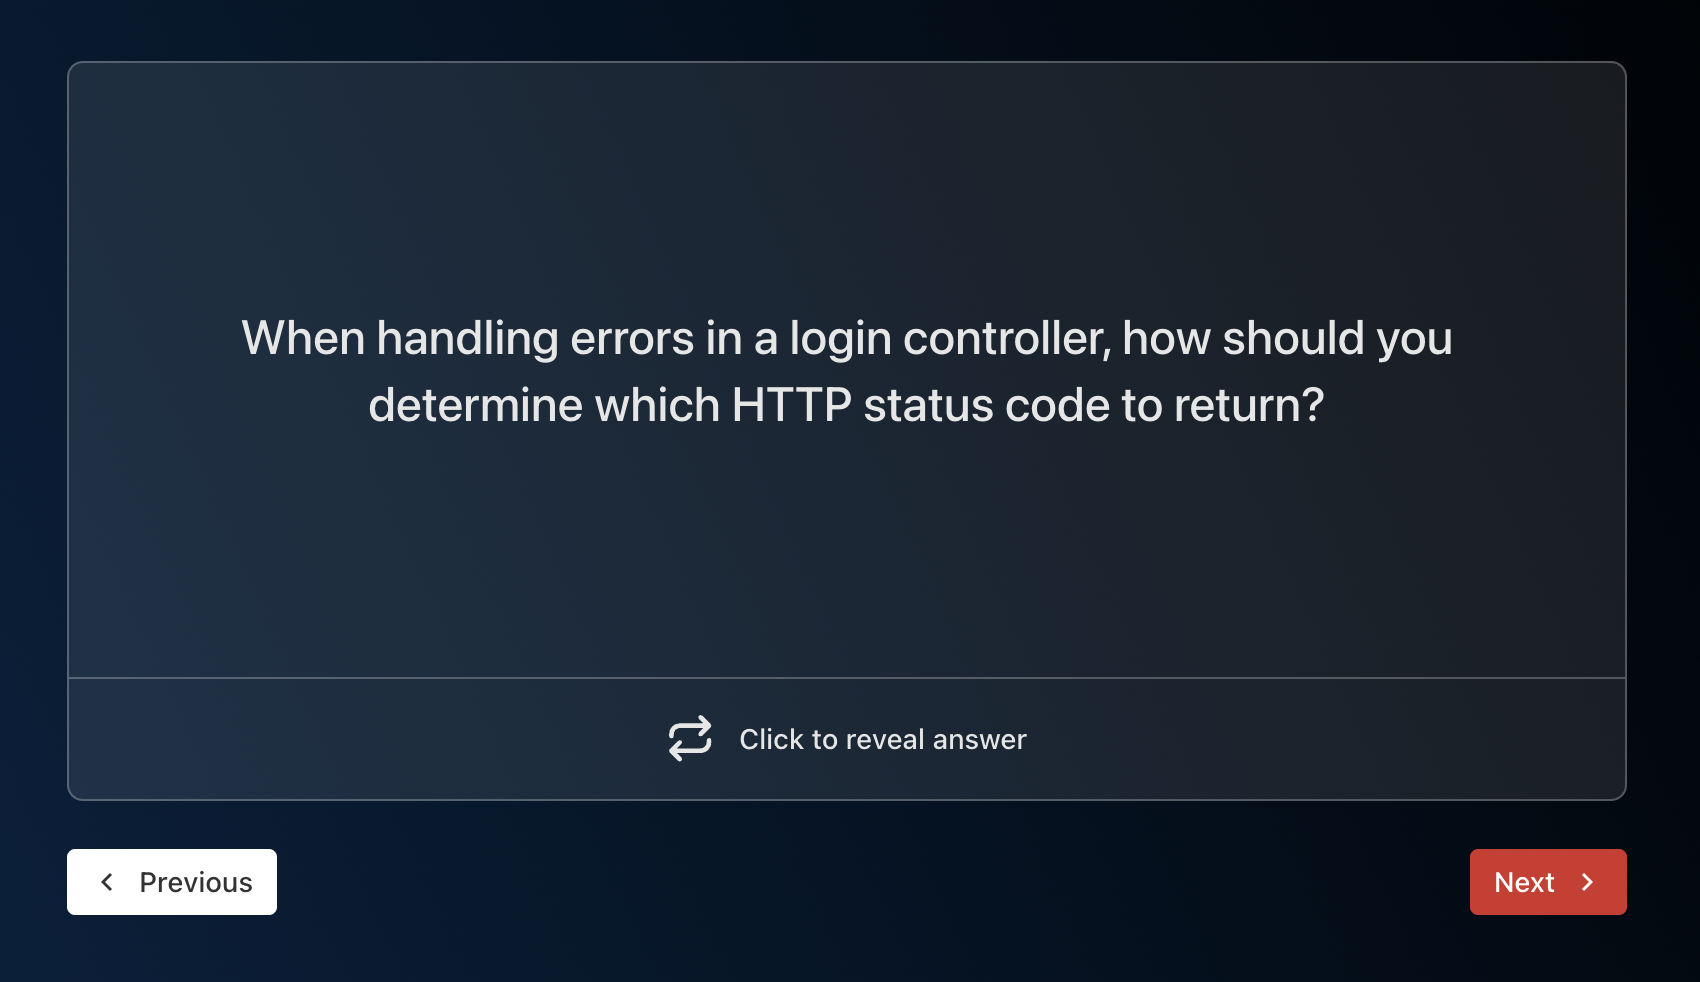 When handling errors in a login controller, how should you
determine which HTTP status code to return?
Click to reveal answer
Previous
Next